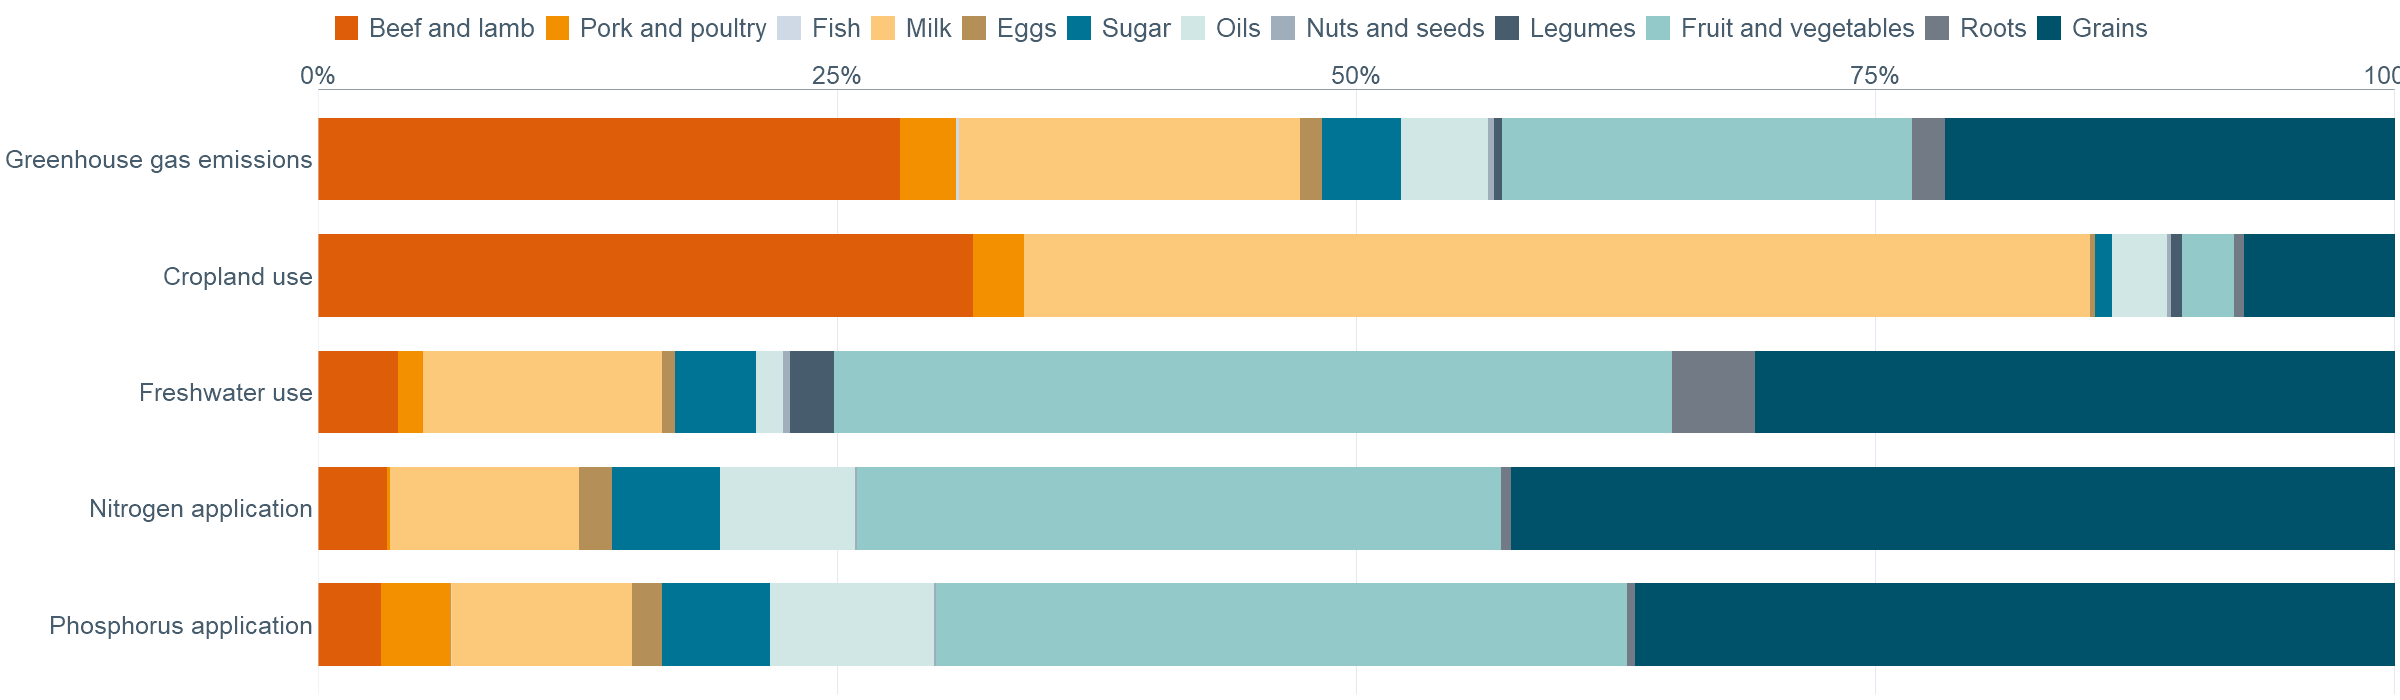 Beef and lamb Pork and poultry Fish Milk Eggs Sugar Oils Nuts and seeds Legumes Fruit and vegetables Roots Grains
0% 25% 50% 75% 100
Greenhouse gas emissions
Cropland use
Freshwater use
Nitrogen application
Phosphorus application